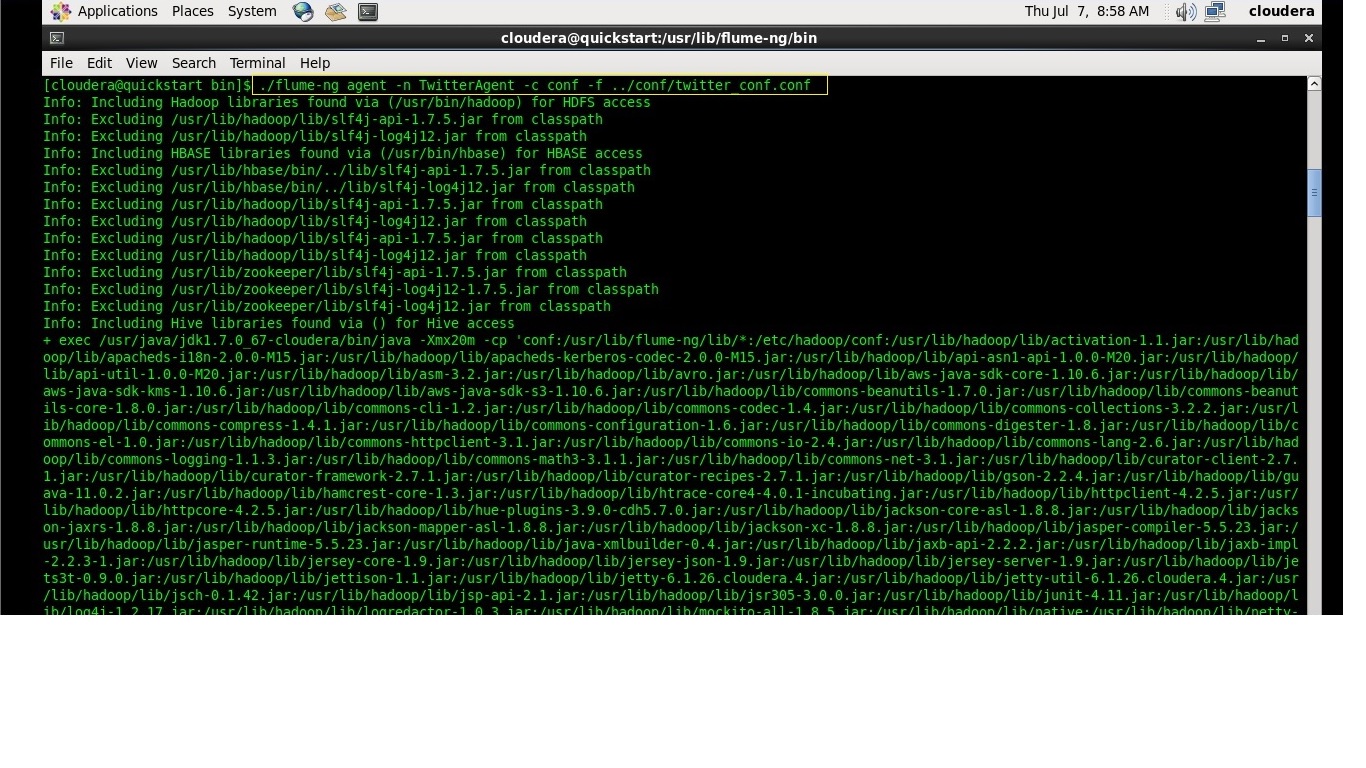 Applications Places System Thu Jul 7, 8:58 AM cloudera
cloudera@quickstart:/usr/lib/flume-ng/bin
File Edit View Search Terminal Help
[cloudera@quickstart bin]$ ./flume-ng agent -n TwitterAgent -c conf -f ../conf/twitter_conf.conf
Info: Including Hadoop libraries found via (/usr/bin/hadoop) for HDFS access
Info: Excluding /usr/lib/hadoop/lib/slf4j-api-1.7.5.jar from classpath
Info: Excluding /usr/lib/hadoop/lib/slf4j-log4j12.jar from classpath
Info: Including HBASE libraries found via (/usr/bin/hbase) for HBASE access
Info: Excluding /usr/lib/hbase/bin/../lib/slf4j-api-1.7.5.jar from classpath
Info: Excluding /usr/lib/hbase/bin/../lib/slf4j-log4j12.jar from classpath
Info: Excluding /usr/lib/hadoop/lib/slf4j-api-1.7.5.jar from classpath
Info: Excluding /usr/lib/hadoop/lib/slf4j-log4j12.jar from classpath
Info: Excluding /usr/lib/hadoop/lib/slf4j-api-1.7.5.jar from classpath
Info: Excluding /usr/lib/hadoop/lib/slf4j-log4j12.jar from classpath
Info: Excluding /usr/lib/zookeeper/lib/slf4j-api-1.7.5.jar from classpath
Info: Excluding /usr/lib/zookeeper/lib/slf4j-log4j12-1.7.5.jar from classpath
Info: Excluding /usr/lib/zookeeper/lib/slf4j-log4j12.jar from classpath
Info: Including Hive libraries found via () for Hive access
+ exec /usr/java/jdk1.7.0_67-cloudera/bin/java -Xmx20m -cp 'conf:/usr/lib/flume-ng/lib/*:/etc/hadoop/conf:/usr/lib/hadoop/lib/activation-1.1.jar:/usr/lib/had
oop/lib/apacheds-i18n-2.0.0-M15.jar:/usr/lib/hadoop/lib/apacheds-kerberos-codec-2.0.0-M15.jar:/usr/lib/hadoop/lib/api-asn1-api-1.0.0-M20.jar:/usr/lib/hadoop/
lib/api-util-1.0.0-M20.jar:/usr/lib/hadoop/lib/asm-3.2.jar:/usr/lib/hadoop/lib/avro.jar:/usr/lib/hadoop/lib/aws-java-sdk-core-1.10.6.jar:/usr/lib/hadoop/lib/
aws-java-sdk-kms-1.10.6.jar:/usr/lib/hadoop/lib/aws-java-sdk-s3-1.10.6.jar:/usr/lib/hadoop/lib/commons-beanutils-1.7.0.jar:/usr/lib/hadoop/lib/commons-beanut
ils-core-1.8.0.jar:/usr/lib/hadoop/lib/commons-cli-1.2.jar:/usr/lib/hadoop/lib/commons-codec-1.4.jar:/usr/lib/hadoop/lib/commons-collections-3.2.2.jar:/usr/l
ib/hadoop/lib/commons-compress-1.4.1.jar:/usr/lib/hadoop/lib/commons-configuration-1.6.jar:/usr/lib/hadoop/lib/commons-digester-1.8.jar:/usr/lib/hadoop/lib/c
ommons-el-1.0.jar:/usr/lib/hadoop/lib/commons-httpclient-3.1.jar:/usr/lib/hadoop/lib/commons-io-2.4.jar:/usr/lib/hadoop/lib/commons-lang-2.6.jar:/usr/lib/had
oop/lib/commons-logging-1.1.3.jar:/usr/lib/hadoop/lib/commons-math3-3.1.1.jar:/usr/lib/hadoop/lib/commons-net-3.1.jar:/usr/lib/hadoop/lib/curator-client-2.7.
1.jar:/usr/lib/hadoop/lib/curator-framework-2.7.1.jar:/usr/lib/hadoop/lib/curator-recipes-2.7.1.jar:/usr/lib/hadoop/lib/gson-2.2.4.jar:/usr/lib/hadoop/lib/gu
ava-11.0.2.jar:/usr/lib/hadoop/lib/hamcrest-core-1.3.jar:/usr/lib/hadoop/lib/htrace-core4-4.0.1-incubating.jar:/usr/lib/hadoop/lib/httpclient-4.2.5.jar:/usr/
lib/hadoop/lib/httpcore-4.2.5.jar:/usr/lib/hadoop/lib/hue-plugins-3.9.0-cdh5.7.0.jar:/usr/lib/hadoop/lib/jackson-core-asl-1.8.8.jar:/usr/lib/hadoop/lib/jacks
on-jaxrs-1.8.8.jar:/usr/lib/hadoop/lib/jackson-mapper-asl-1.8.8.jar:/usr/lib/hadoop/lib/jackson-xc-1.8.8.jar:/usr/lib/hadoop/lib/jasper-compiler-5.5.23.jar:/
usr/lib/hadoop/lib/jasper-runtime-5.5.23.jar:/usr/lib/hadoop/lib/java-xmlbuilder-0.4.jar:/usr/lib/hadoop/lib/jaxb-api-2.2.2.jar:/usr/lib/hadoop/lib/jaxb-impl
-2.2.3-1.jar:/usr/lib/hadoop/lib/jersey-core-1.9.jar:/usr/lib/hadoop/lib/jersey-json-1.9.jar:/usr/lib/hadoop/lib/jersey-server-1.9.jar:/usr/lib/hadoop/lib/je
ts3t-0.9.0.jar:/usr/lib/hadoop/lib/jettison-1.1.jar:/usr/lib/hadoop/lib/jetty-6.1.26.cloudera.4.jar:/usr/lib/hadoop/lib/jetty-util-6.1.26.cloudera.4.jar:/usr
/lib/hadoop/lib/jsch-0.1.42.jar:/usr/lib/hadoop/lib/jsp-api-2.1.jar:/usr/lib/hadoop/lib/jsr305-3.0.0.jar:/usr/lib/hadoop/lib/junit-4.11.jar:/usr/lib/hadoop/l
ib/log4j-1.2.17.jar:/usr/lib/hadoop/lib/logredactor-1.0.3.jar:/usr/lib/hadoop/lib/mockito-all-1.8.5.jar:/usr/lib/hadoop/lib/native:/usr/lib/hadoop/lib/netty-